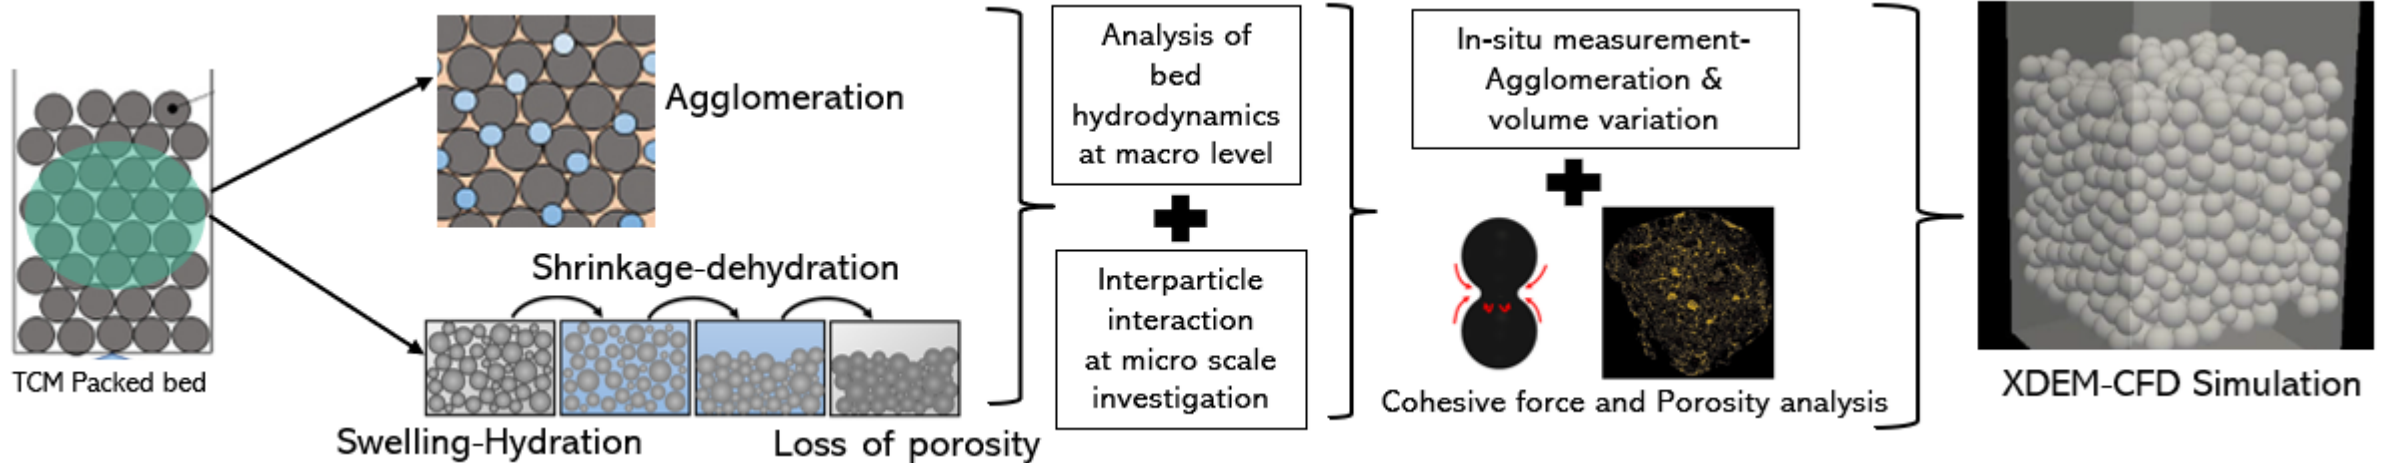 TCM Packed bed
Agglomeration
Shrinkage-dehydration
Swelling-Hydration
Loss of porosity
Analysis of
bed
hydrodynamics
at macro level
Interparticle
interaction
at micro scale
investigation
In-situ measurement-
Agglomeration &
volume variation
Cohesive force and Porosity analysis
XDEM-CFD Simulation